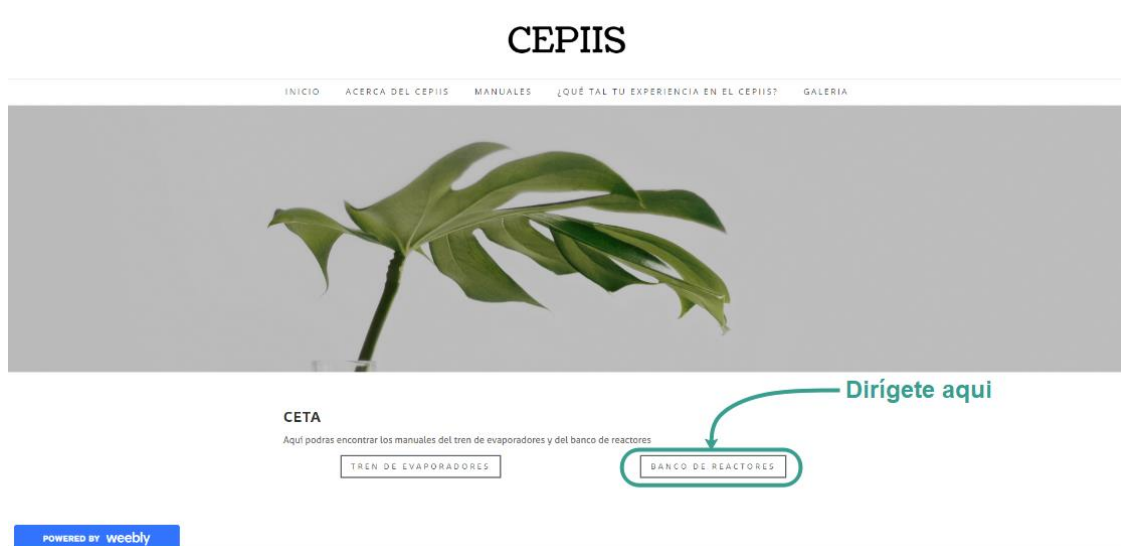 CEPIIS
INICIO ACERCA DEL CEPIIS MANUALES ¿QUÉ TAL TU EXPERIENCIA EN EL CEPIIS? GALERIA
Dirígete aqui
CETA
Aquí podras encontrar los manuales del tren de evaporadores y del banco de reactores
TREN DE EVAPORADORES BANCO DE REACTORES
POWERED BY weebly